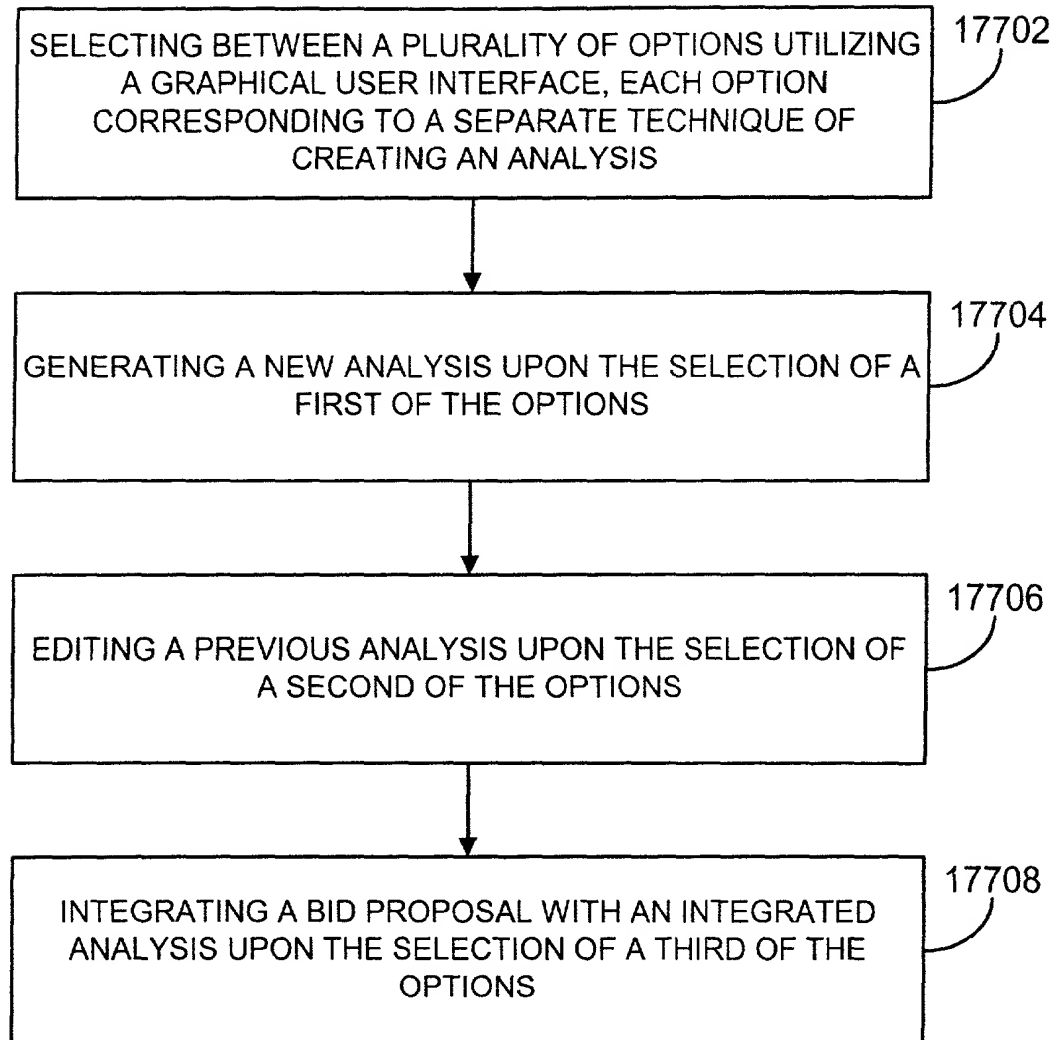 SELECTING BETWEEN A PLURALITY OF OPTIONS UTILIZING
A GRAPHICAL USER INTERFACE, EACH OPTION
CORRESPONDING TO A SEPARATE TECHNIQUE OF
CREATING AN ANALYSIS
17702
GENERATING A NEW ANALYSIS UPON THE SELECTION OF A
FIRST OF THE OPTIONS
17704
EDITING A PREVIOUS ANALYSIS UPON THE SELECTION OF
A SECOND OF THE OPTIONS
17706
INTEGRATING A BID PROPOSAL WITH AN INTEGRATED
ANALYSIS UPON THE SELECTION OF A THIRD OF THE
OPTIONS
17708